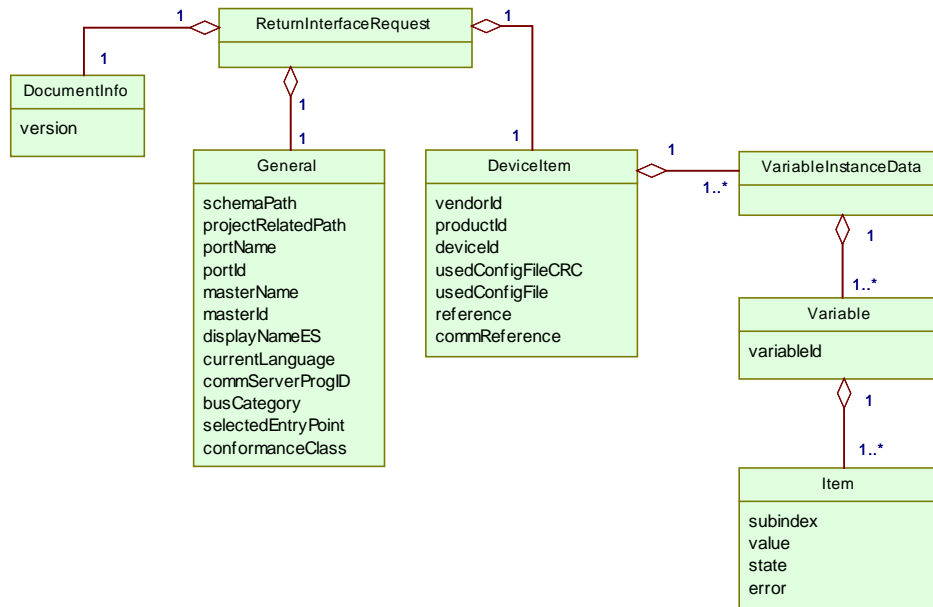 ReturnInterfaceRequest
1
1
1
1
1
1
DocumentInfo
version
General
schemaPath
projectRelatedPath
portName
portId
masterName
masterId
displayNameES
currentLanguage
commServerProgID
busCategory
selectedEntryPoint
conformanceClass
DeviceItem
vendorId
productId
deviceId
usedConfigFileCRC
usedConfigFile
reference
commReference
1
1..*
VariableInstanceData
1
1..*
Variable
variableId
1
1..*
Item
subindex
value
state
error